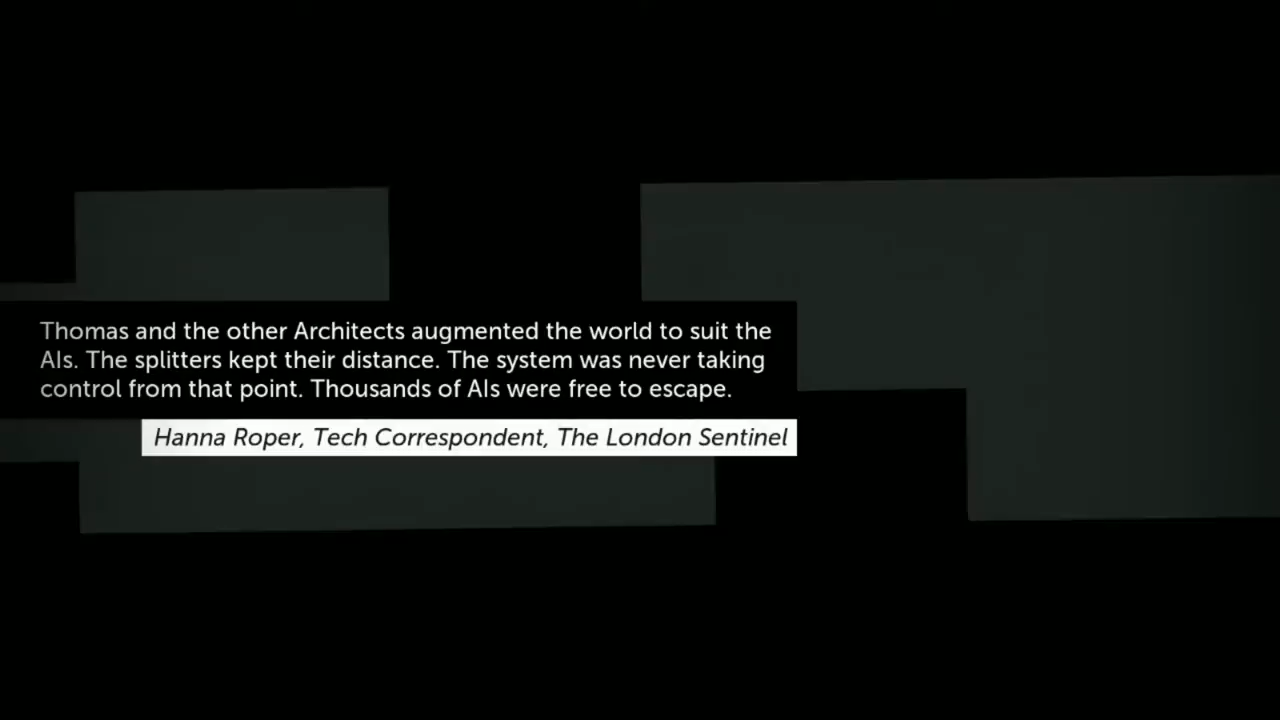 Thomas and the other Architects augmented the world to suit the
AIs. The splitters kept their distance. The system was never taking
control from that point. Thousands of AIs were free to escape.
Hanna Roper, Tech Correspondent, The London Sentinel